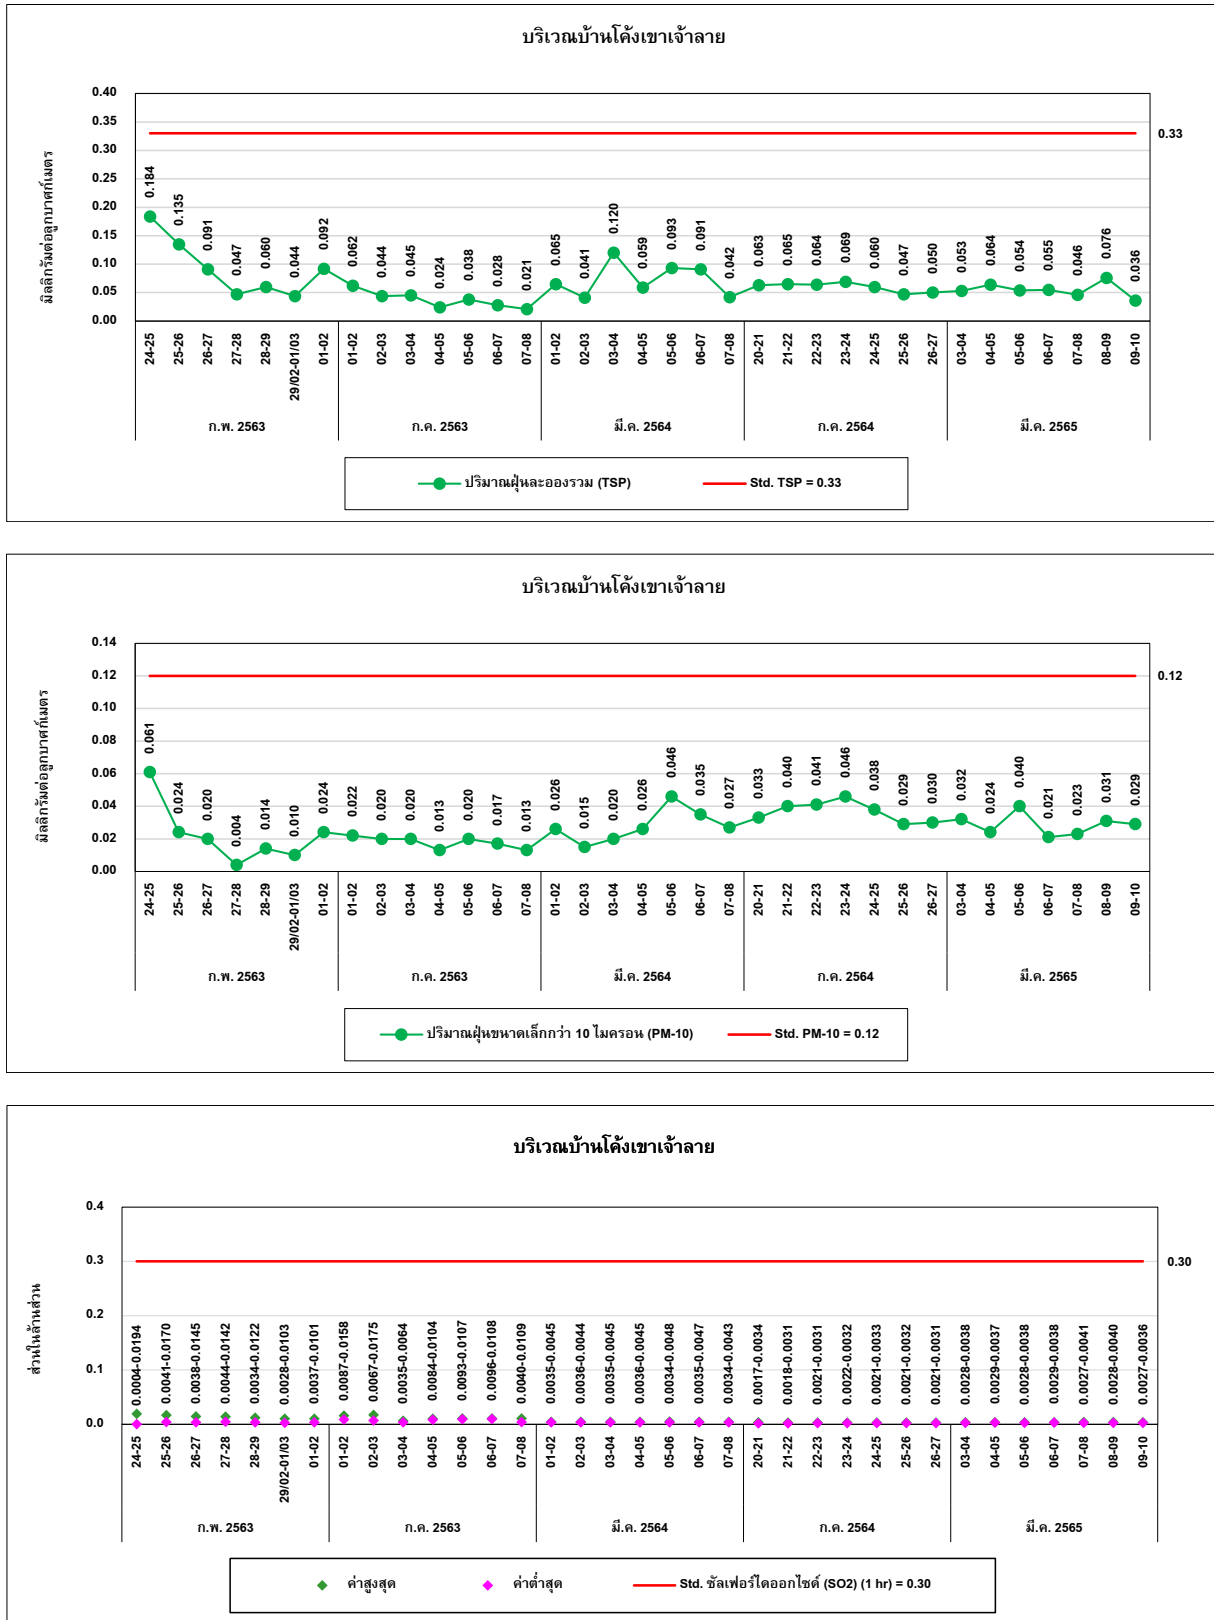 บริเวณบ้านโค้งเขาเจ้าลาย
มิลลิกรัมต่อลูกบาศก์เมตร
0.40
0.35
0.30
0.25
0.20
0.15
0.10
0.05
0.00
0.33
0.184 0.135 0.091 0.047 0.060 0.044 0.092 0.062 0.044 0.045 0.024 0.038 0.028 0.021 0.065 0.041 0.120 0.059 0.093 0.091 0.042 0.063 0.065 0.064 0.069 0.060 0.047 0.050 0.053 0.064 0.054 0.055 0.046 0.076 0.036
24-25 25-26 26-27 27-28 28-29 29/02-01/03 01-02 01-02 02-03 03-04 04-05 05-06 06-07 07-08 01-02 02-03 03-04 04-05 05-06 06-07 07-08 20-21 21-22 22-23 23-24 24-25 25-26 26-27 03-04 04-05 05-06 06-07 07-08 08-09 09-10
ก.พ. 2563 ก.ค. 2563 มี.ค. 2564 ก.ค. 2564 มี.ค. 2565
ปริมาณฝุ่นละอองรวม (TSP) Std. TSP = 0.33
บริเวณบ้านโค้งเขาเจ้าลาย
มิลลิกรัมต่อลูกบาศก์เมตร
0.14
0.12
0.10
0.08
0.06
0.04
0.02
0.00
0.12
0.061 0.024 0.020 0.004 0.014 0.010 0.024 0.022 0.020 0.020 0.013 0.020 0.017 0.013 0.026 0.015 0.020 0.026 0.046 0.035 0.027 0.033 0.040 0.041 0.046 0.038 0.029 0.030 0.032 0.024 0.040 0.021 0.023 0.031 0.029
24-25 25-26 26-27 27-28 28-29 29/02-01/03 01-02 01-02 02-03 03-04 04-05 05-06 06-07 07-08 01-02 02-03 03-04 04-05 05-06 06-07 07-08 20-21 21-22 22-23 23-24 24-25 25-26 26-27 03-04 04-05 05-06 06-07 07-08 08-09 09-10
ก.พ. 2563 ก.ค. 2563 มี.ค. 2564 ก.ค. 2564 มี.ค. 2565
ปริมาณฝุ่นขนาดเล็กกว่า 10 ไมครอน (PM-10) Std. PM-10 = 0.12
บริเวณบ้านโค้งเขาเจ้าลาย
ส่วนในล้านส่วน
0.4
0.3
0.2
0.1
0.0
0.30
0.0004-0.0194 0.0041-0.0170 0.0038-0.0145 0.0044-0.0142 0.0034-0.0122 0.0028-0.0103 0.0037-0.0101 0.0087-0.0158 0.0067-0.0175 0.0035-0.0064 0.0084-0.0104 0.0093-0.0107 0.0096-0.0108 0.0040-0.0109 0.0035-0.0045 0.0036-0.0044 0.0035-0.0045 0.0036-0.0045 0.0034-0.0048 0.0035-0.0047 0.0034-0.0043 0.0017-0.0034 0.0018-0.0031 0.0021-0.0031 0.0022-0.0032 0.0021-0.0033 0.0021-0.0032 0.0021-0.0031 0.0028-0.0038 0.0029-0.0037 0.0028-0.0038 0.0029-0.0038 0.0027-0.0041 0.0028-0.0040 0.0027-0.0036
24-25 25-26 26-27 27-28 28-29 29/02-01/03 01-02 01-02 02-03 03-04 04-05 05-06 06-07 07-08 01-02 02-03 03-04 04-05 05-06 06-07 07-08 20-21 21-22 22-23 23-24 24-25 25-26 26-27 03-04 04-05 05-06 06-07 07-08 08-09 09-10
ก.พ. 2563 ก.ค. 2563 มี.ค. 2564 ก.ค. 2564 มี.ค. 2565
ค่าสูงสุด ค่าต่ำสุด Std. ซัลเฟอร์ไดออกไซด์ (SO2) (1 hr) = 0.30